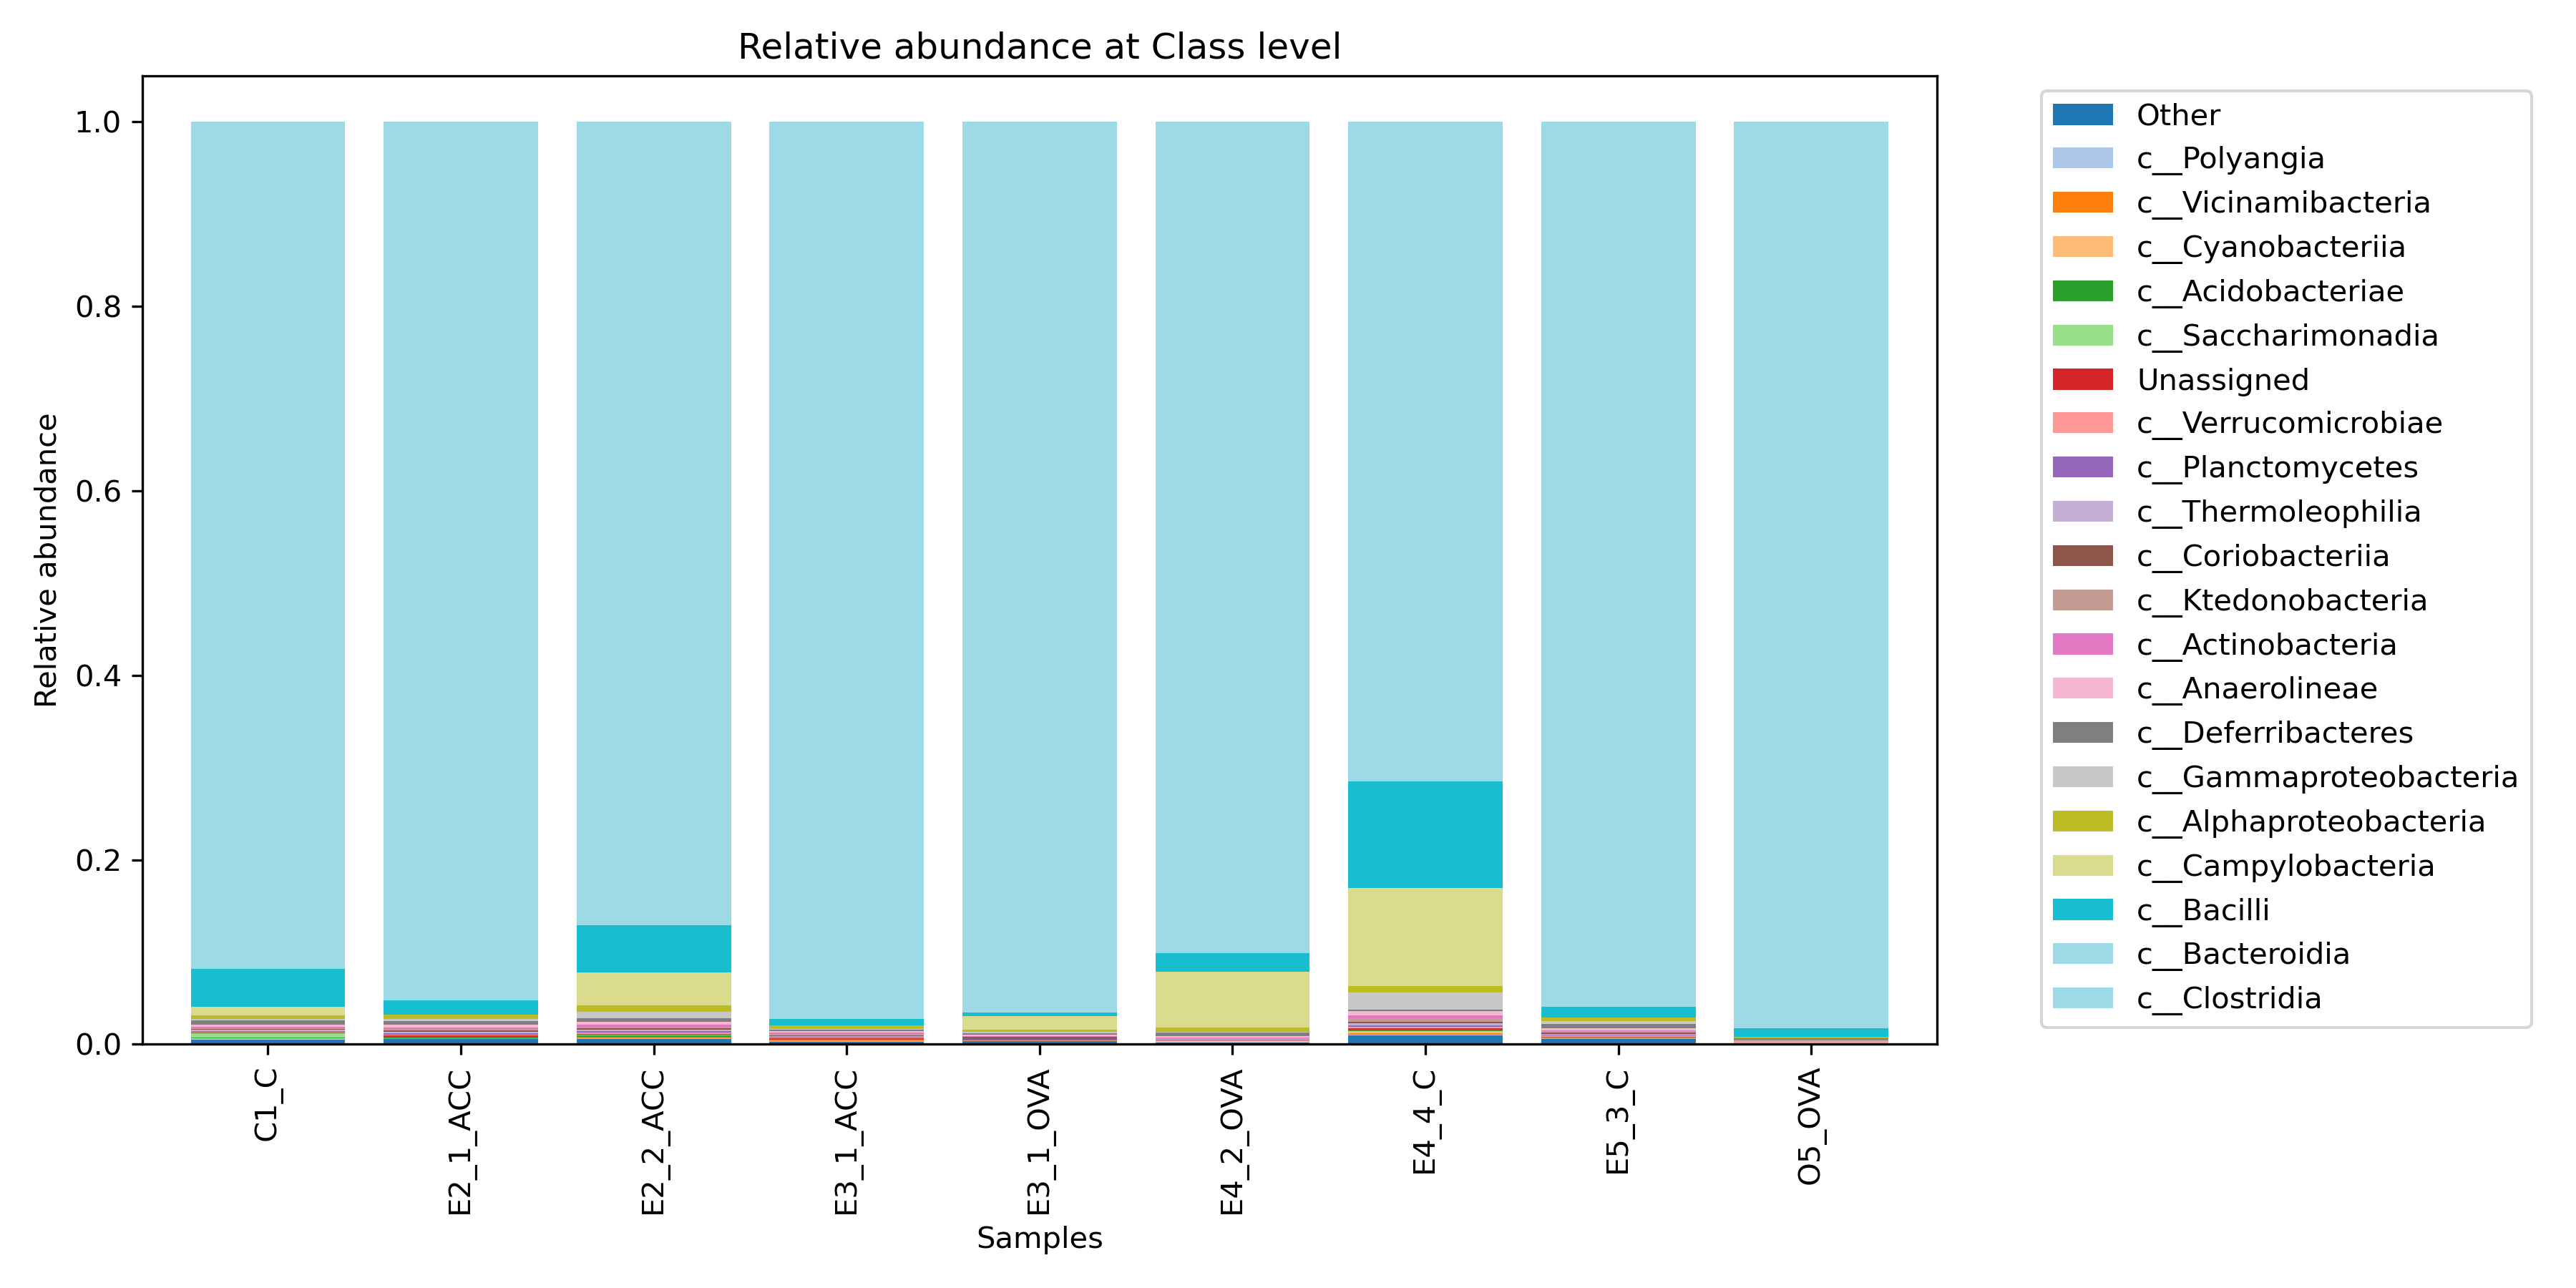 Relative abundance at Class level
1.0
0.8
0.6
0.4
0.2
0.0
Relative abundance
C1_C
E2_1_ACC
E2_2_ACC
E3_1_ACC
E3_1_OVA
E4_2_OVA
E4_4_C
E5_3_C
O5_OVA
Samples
Other
c__Polyangia
c__Vicinamibacteria
c__Cyanobacteriia
c__Acidobacteriae
c__Saccharimonadia
Unassigned
c__Verrucomicrobiae
c__Planctomycetes
c__Thermoleophilia
c__Coriobacteriia
c__Ktedonobacteria
c__Actinobacteria
c__Anaerolineae
c__Deferribacteres
c__Gammaproteobacteria
c__Alphaproteobacteria
c__Campylobacteria
c__Bacilli
c__Bacteroidia
c__Clostridia